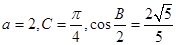 a = 2, C = π/4, cos B/2 = 2√5/5